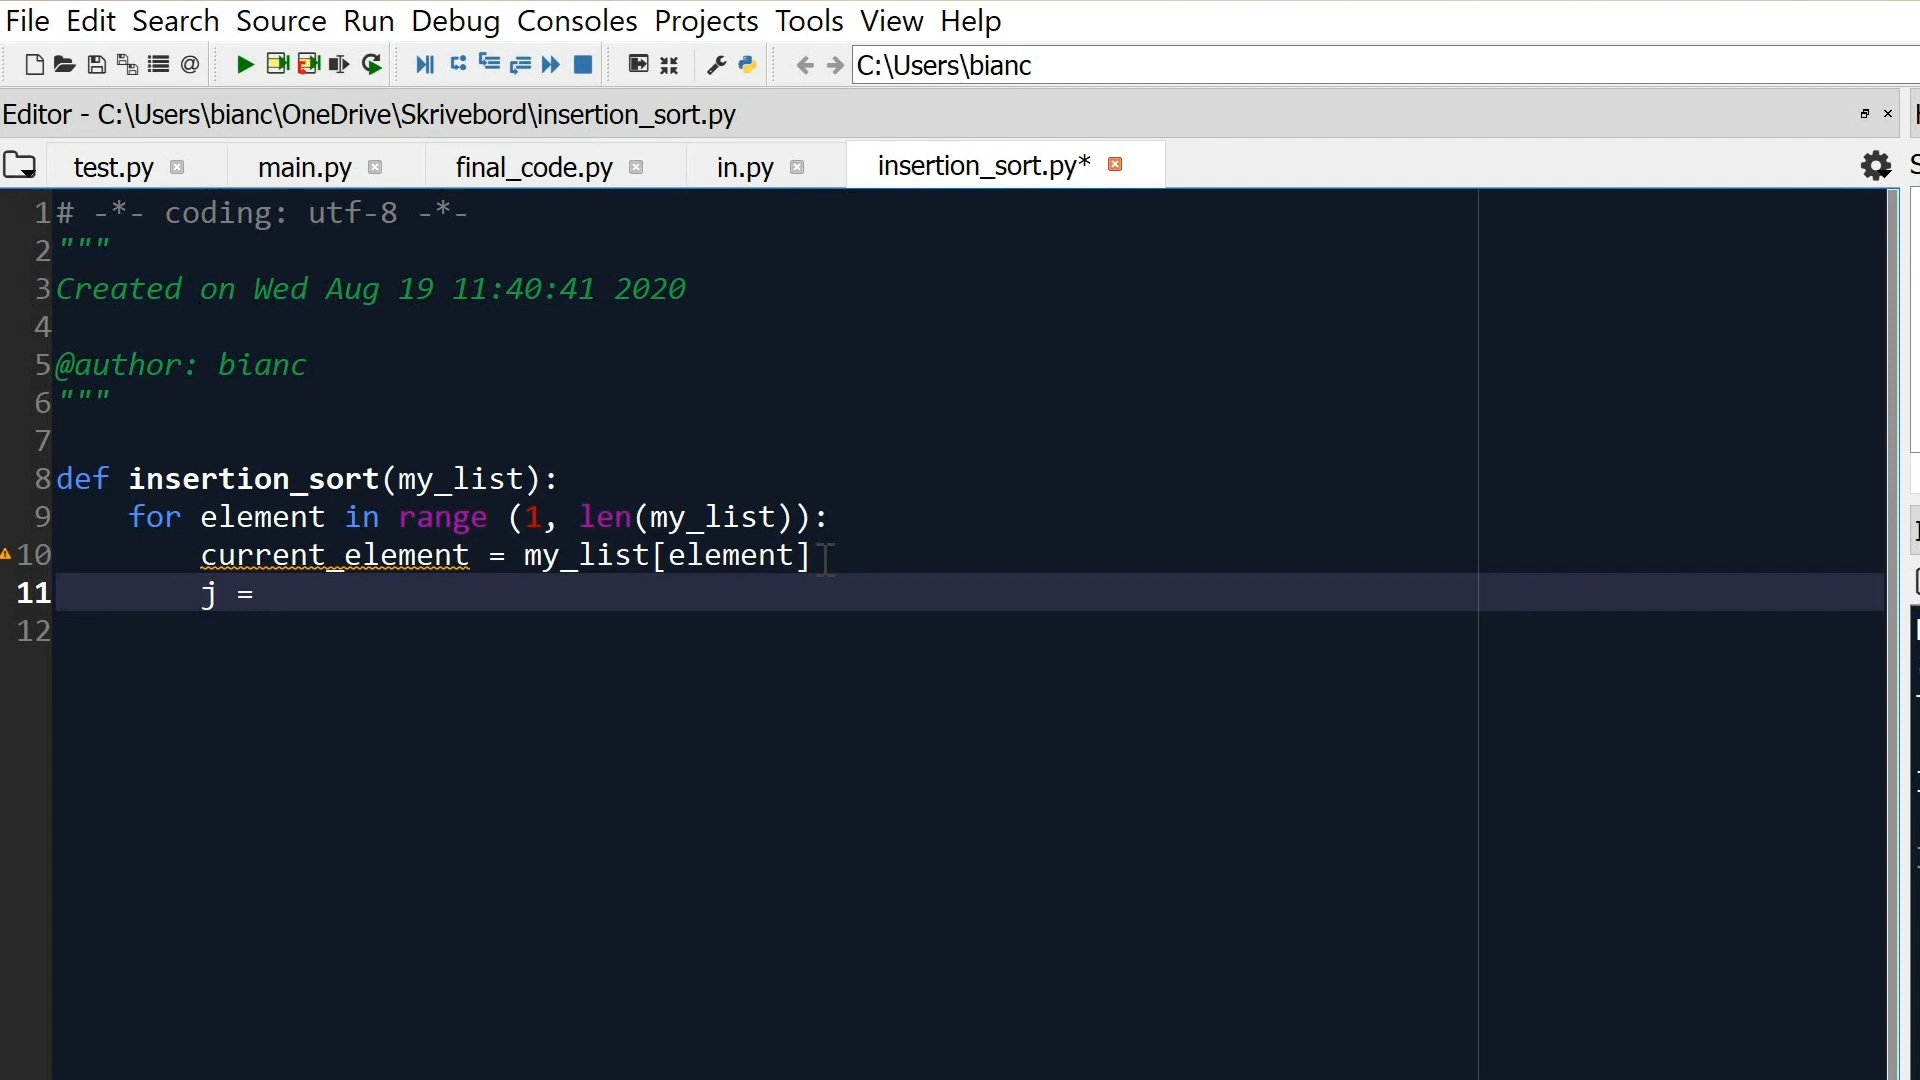 File Edit Search Source Run Debug Consoles Projects Tools View Help
C:\Users\bianc
Editor - C:\Users\bianc\OneDrive\Skrivebord\insertion_sort.py
test.py main.py final_code.py in.py insertion_sort.py*
1 # -*- coding: utf-8 -*-
2 """
3 Created on Wed Aug 19 11:40:41 2020
4
5 @author: bianc
6 """
7
8 def insertion_sort(my_list):
9     for element in range (1, len(my_list)):
10         current_element = my_list[element]
11         j =
12